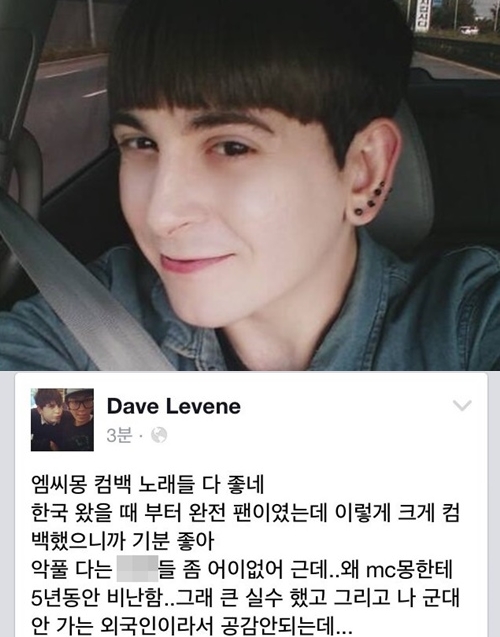 Dave Levene
3분 ·
엠씨몽 컴백 노래들 다 좋네
한국 왔을 때 부터 완전 팬이였는데 이렇게 크게 컴
백했으니까 기분 좋아
악풀 다는 들 좀 어이없어 근데..왜 mc몽한테
5년동안 비난함..그래 큰 실수 했고 그리고 나 군대
안 가는 외국인이라서 공감안되는데...